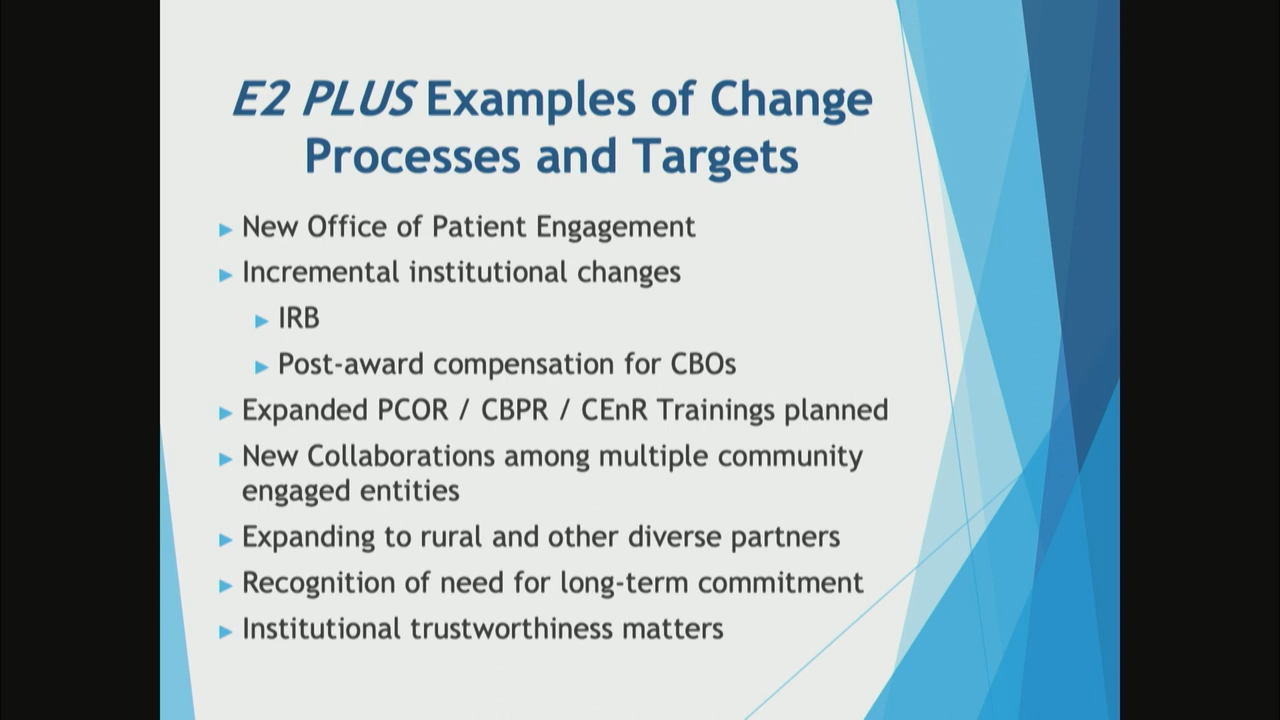 E2 PLUS Examples of Change
Processes and Targets
New Office of Patient Engagement
Incremental institutional changes
IRB
Post-award compensation for CBOs
Expanded PCOR / CBPR / CEnR Trainings planned
New Collaborations among multiple community
engaged entities
Expanding to rural and other diverse partners
Recognition of need for long-term commitment
Institutional trustworthiness matters